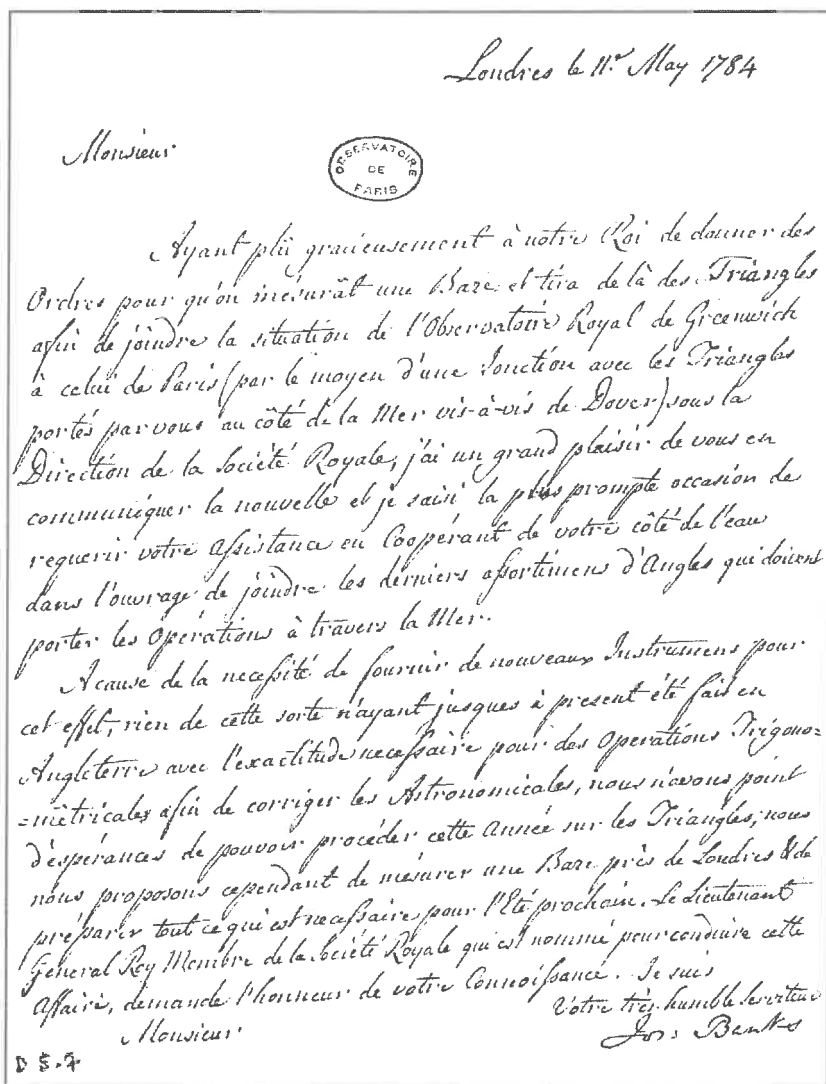 Londres le 11.e May 1784
Monsieur
OBSERVATOIRE
DE
PARIS
Ayant plû gracieusement à notre Roi de donner des
Ordres pour qu'on mésurât une Baze et tira de là des Triangles
afin de joindre la situation de l'Observatoire Royal de Greenwich
à celui de Paris (par le moyen d'une Jonction avec les Triangles
portés par vous au côté de la Mer vis-à-vis de Dover) sous la
Direction de la Société Royale, j'ai un grand plaisir de vous en
communiquer la nouvelle et je saisi la plus prompte occasion de
requerir votre Assistance en Coopérant de votre côté de l'eau
dans l'ouvrage de joindre les derniers assortimens d'Angles qui doivent
porter les Opérations à travers la Mer.
A cause de la necessité de fournir de nouveaux Instrumens pour
cet effet, rien de cette sorte n'ayant jusques à present été fait en
Angleterre avec l'exactitude necessaire pour des Operations Trigono=
=métricales afin de corriger les Astronomicales, nous n'avons point
d'espérances de pouvoir procéder cette Année sur les Triangles; nous
nous proposons cependant de mésurer une Baze près de Londres & de
préparer tout ce qui est necessaire pour l'Eté prochain. Le Lieutenant
General Roy Membre de la Société Royale qui est nommé pour conduire cette
Affaire, demande l'honneur de votre Connoissance. Je suis
Votre très humble Serviteur
Monsieur
Jos: Banks
D 5.7